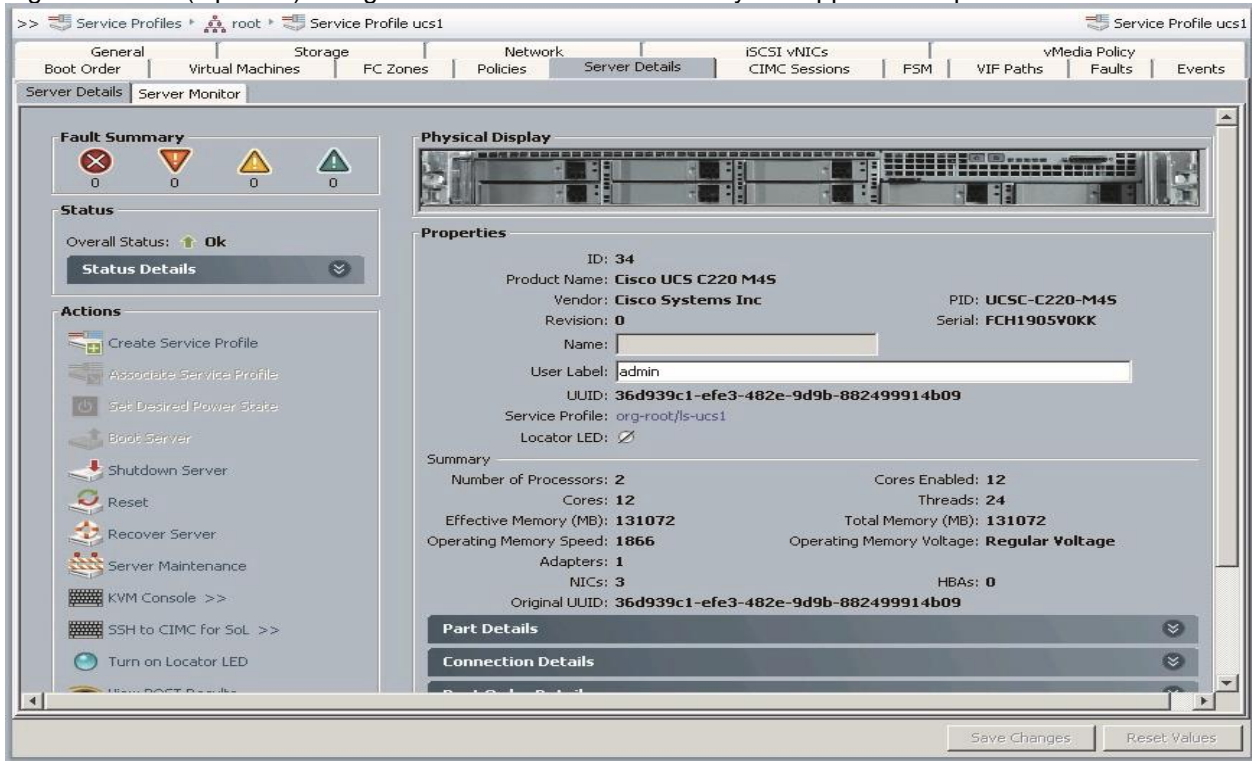 >> Service Profiles ▸ root ▸ Service Profile ucs1
Service Profile ucs1
General Storage Network iSCSI vNICs vMedia Policy
Boot Order Virtual Machines FC Zones Policies Server Details CIMC Sessions FSM VIF Paths Faults Events
Server Details Server Monitor
Fault Summary
0 0 0 0
Status
Overall Status: Ok
Status Details
Actions
Create Service Profile
Associate Service Profile
Set Desired Power State
Boot Server
Shutdown Server
Reset
Recover Server
Server Maintenance
KVM Console >>
SSH to CIMC for SoL >>
Turn on Locator LED
Physical Display
Properties
ID: 34
Product Name: Cisco UCS C220 M4S
Vendor: Cisco Systems Inc PID: UCSC-C220-M4S
Revision: 0 Serial: FCH1905V0KK
Name:
User Label: admin
UUID: 36d939c1-efe3-482e-9d9b-882499914b09
Service Profile: org-root/ls-ucs1
Locator LED:
Summary
Number of Processors: 2 Cores Enabled: 12
Cores: 12 Threads: 24
Effective Memory (MB): 131072 Total Memory (MB): 131072
Operating Memory Speed: 1866 Operating Memory Voltage: Regular Voltage
Adapters: 1
NICs: 3 HBAs: 0
Original UUID: 36d939c1-efe3-482e-9d9b-882499914b09
Part Details
Connection Details
Save Changes Reset Values